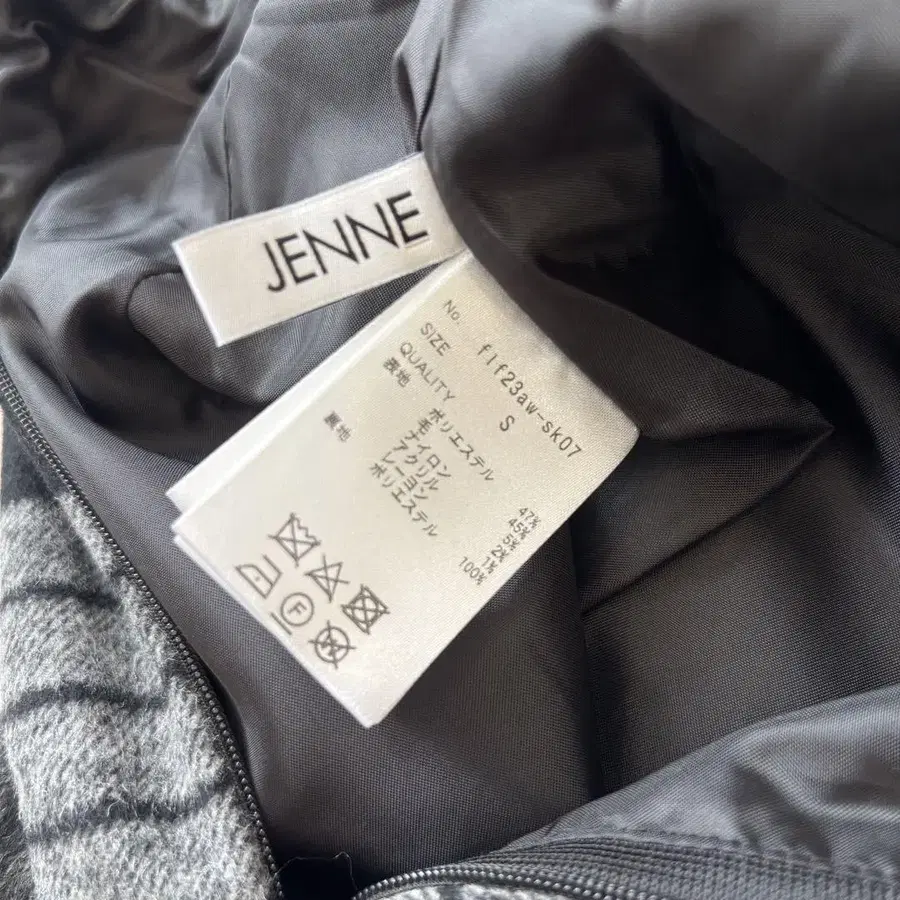 JENNE
No. flf23aw-sk07
SIZE S
QUALITY
表地 ポリエステル 47%
毛 45%
ナイロン 5%
アクリル 2%
レーヨン 1%
裏地 ポリエステル 100%
F